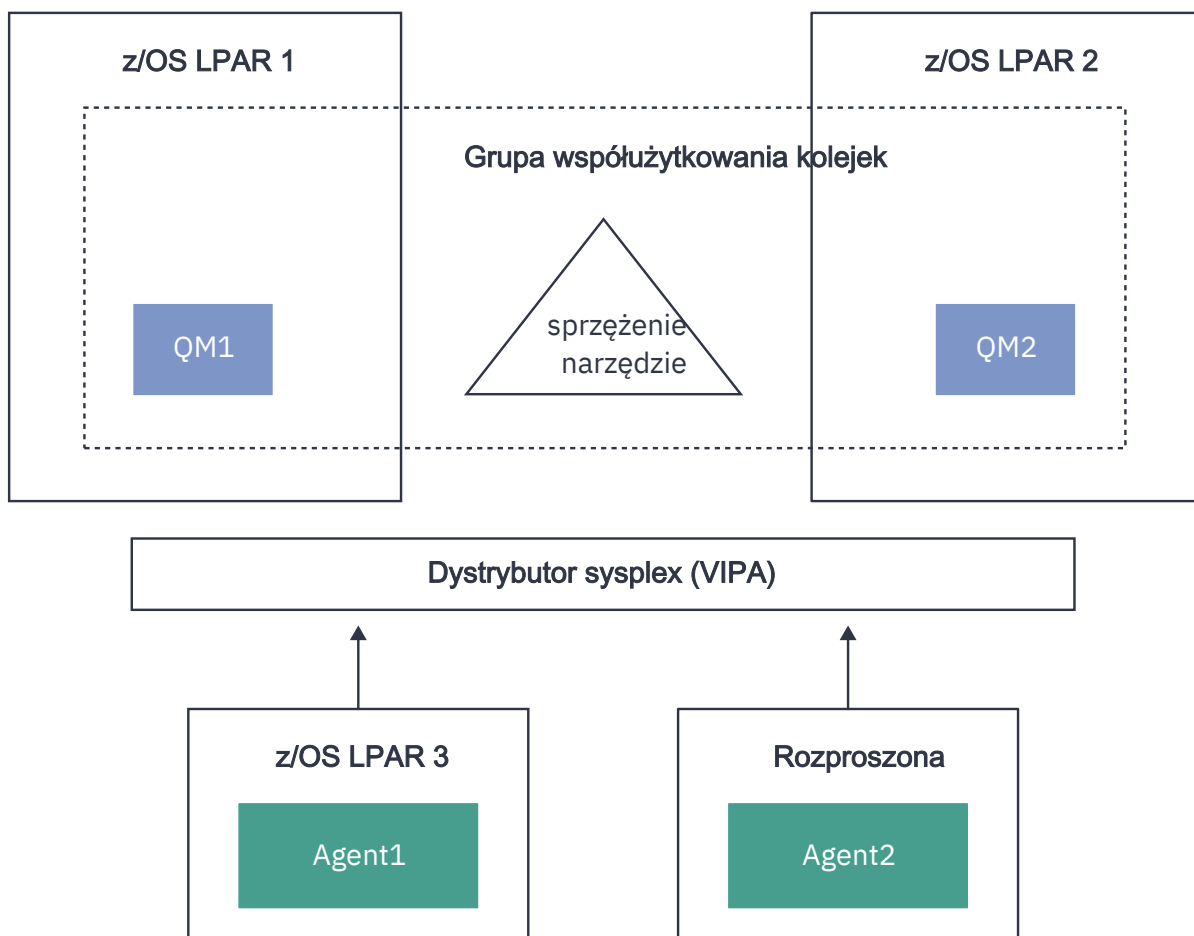 z/OS LPAR 1
z/OS LPAR 2
Grupa współużytkowania kolejek
sprzężenie
narzędzie
QM1
QM2
Dystrybutor sysplex (VIPA)
z/OS LPAR 3
Rozproszona
Agent1
Agent2